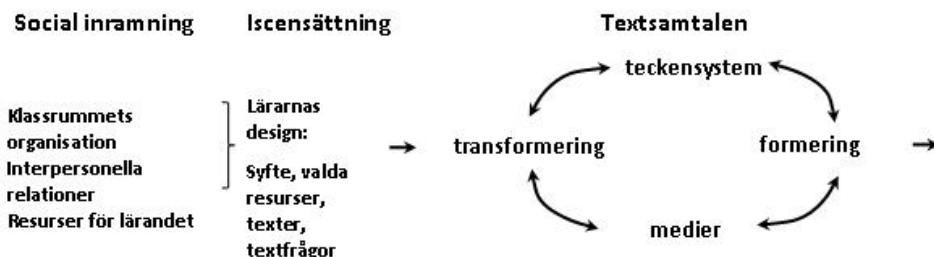 Social inramning
Klassrummets
organisation
Interpersonella
relationer
Resurser för lärandet
Iscensättning
Lärarnas
design:
Syfte, valda
resurser,
texter,
textfrågor
Textsamtalen
teckensystem
transformering
formering
medier